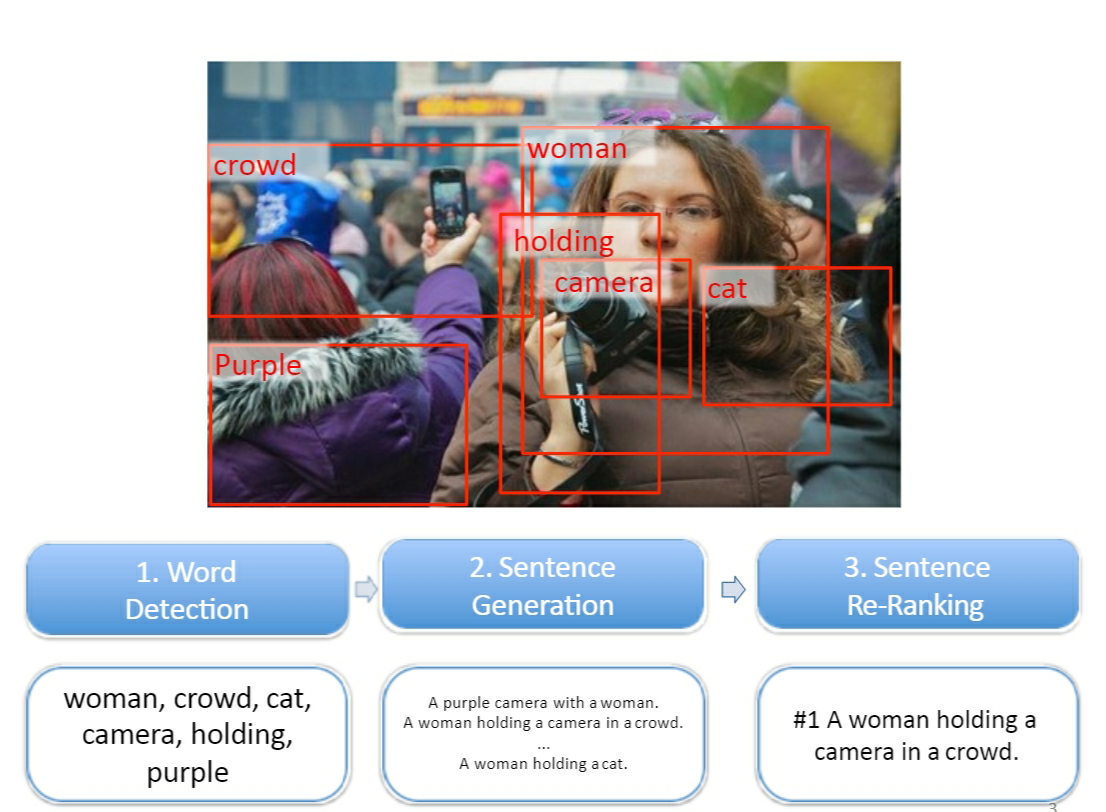 crowd
woman
holding
camera
cat
Purple
PowerShot
1. Word
Detection
2. Sentence
Generation
3. Sentence
Re-Ranking
woman, crowd, cat,
camera, holding,
purple
A purple camera with a woman.
A woman holding a camera in a crowd.
...
A woman holding a cat.
#1 A woman holding a
camera in a crowd.
3